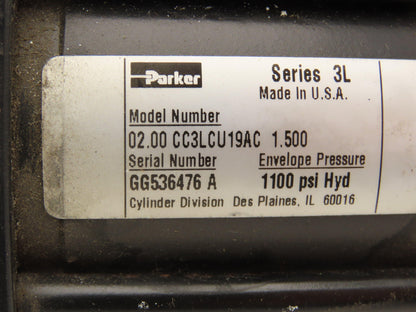 Parker Series 3L
Made In U.S.A.
Model Number
02.00 CC3LCU19AC 1.500
Serial Number Envelope Pressure
GG536476 A 1100 psi Hyd
Cylinder Division Des Plaines, IL 60016